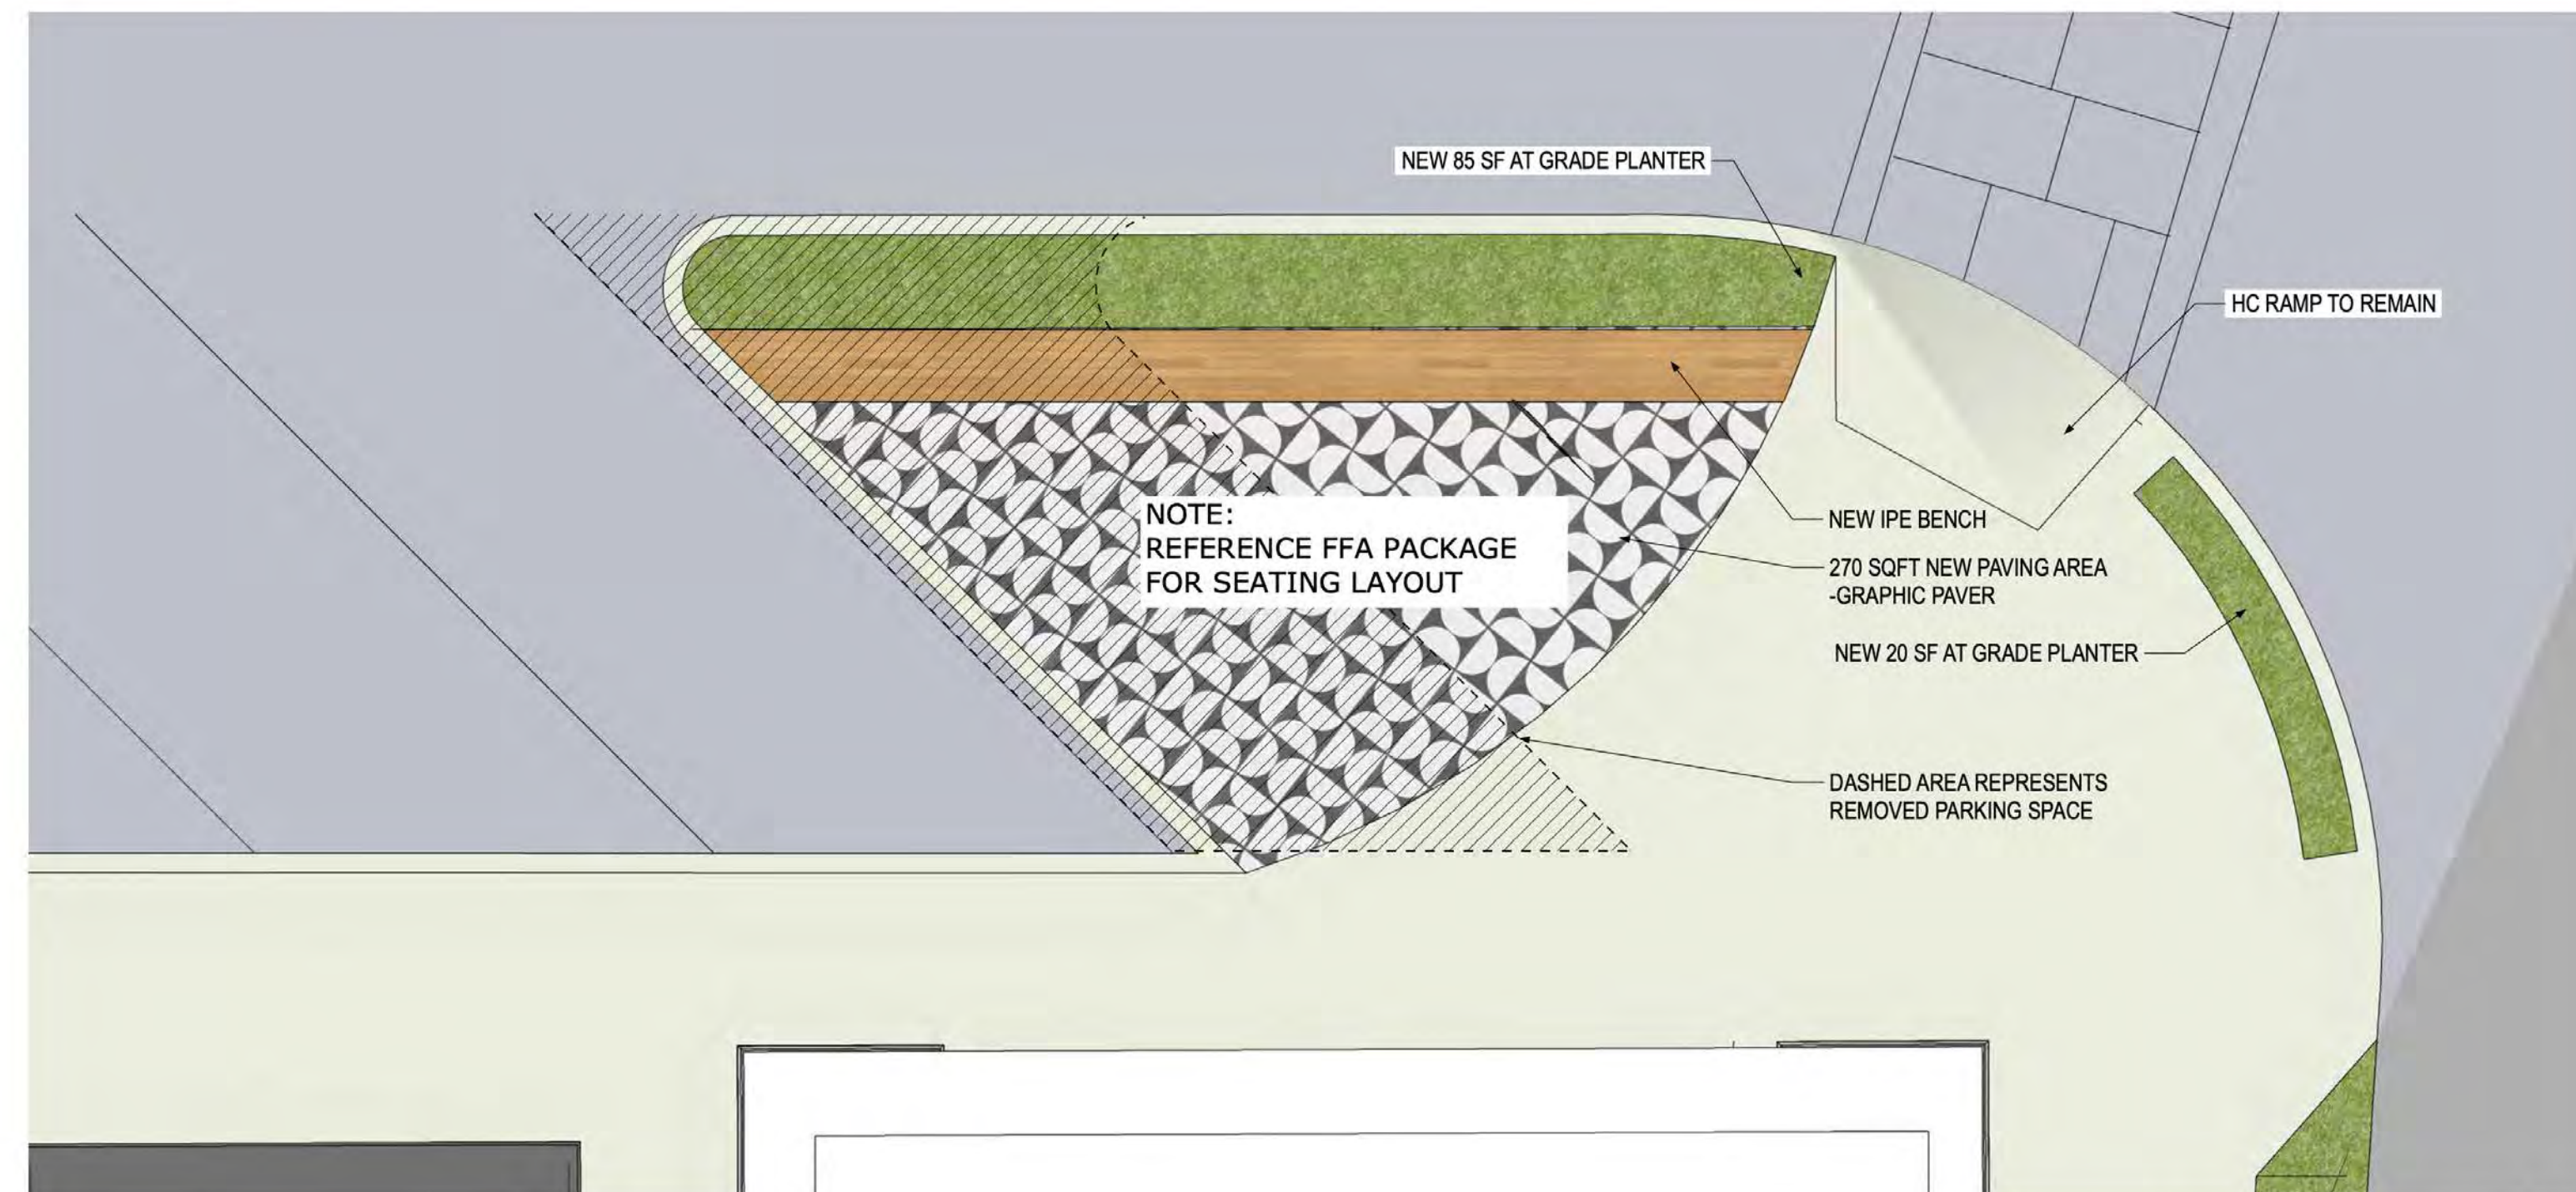 NEW 85 SF AT GRADE PLANTER
HC RAMP TO REMAIN
NOTE:
REFERENCE FFA PACKAGE
FOR SEATING LAYOUT
NEW IPE BENCH
270 SQFT NEW PAVING AREA
-GRAPHIC PAVER
NEW 20 SF AT GRADE PLANTER
DASHED AREA REPRESENTS
REMOVED PARKING SPACE